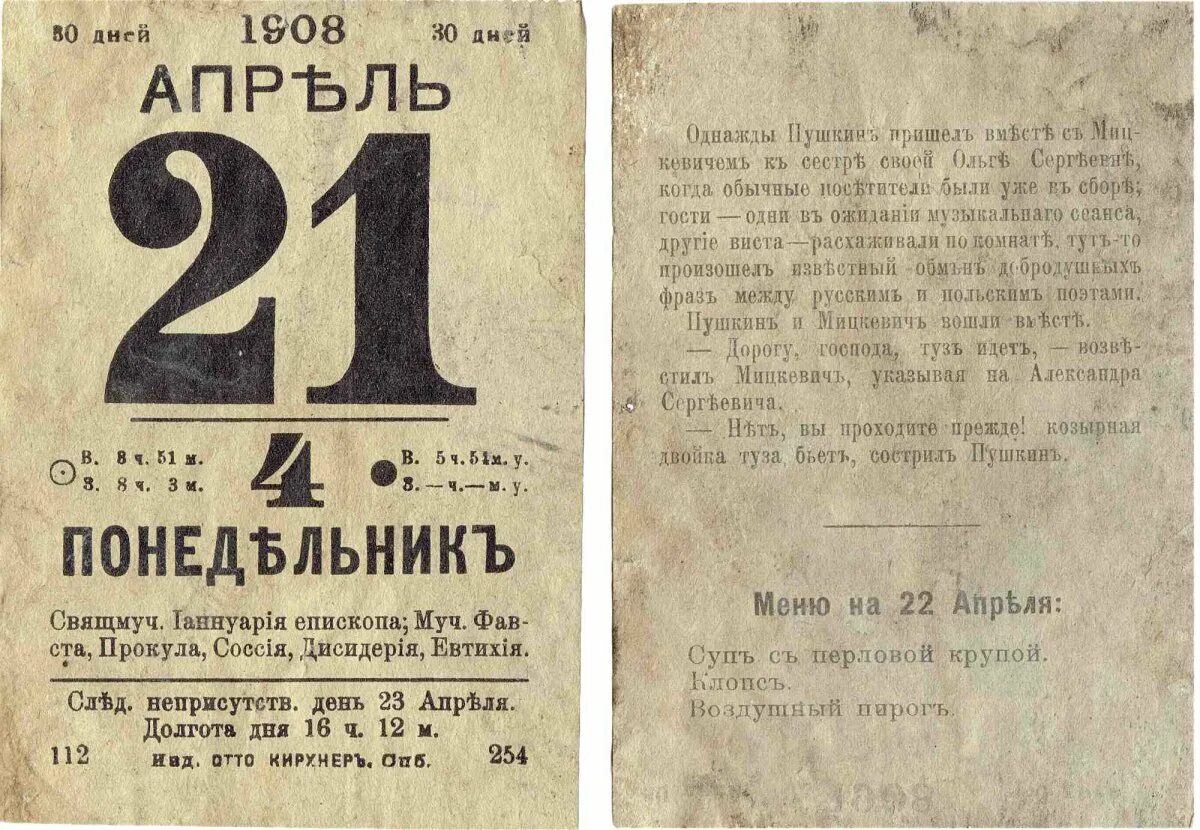 30 дней 1908 30 дней
АПРѢЛЬ
21
4
В. 8 ч. 51 м.
З. 8 ч. 3 м.
В. 5 ч. 51 м. у.
З. — ч. — м. у.
ПОНЕДѢЛЬНИКЪ
Свящмуч. Іаннуарія епископа; Муч. Фав-
ста, Прокула, Соссія, Дисидерія, Евтихія.
Слѣд. неприсутств. день 23 Апрѣля.
Долгота дня 16 ч. 12 м.
112 Изд. ОТТО КИРХНЕРЪ. Спб. 254
Однажды Пушкинъ пришелъ вмѣстѣ съ Миц-
кевичемъ къ сестрѣ своей Ольгѣ Сергѣевнѣ,
когда обычные посѣтители были уже въ сборѣ;
гости — одни въ ожиданіи музыкальнаго сеанса,
другіе виста — расхаживали по комнатѣ, тутъ-то
произошелъ извѣстный обмѣнъ добродушныхъ
фразъ между русскимъ и польскимъ поэтами.
Пушкинъ и Мицкевичъ вошли вмѣстѣ.
— Дорогу, господа, тузъ идетъ, — возвѣ-
стилъ Мицкевичъ, указывая на Александра
Сергѣевича.
— Нѣтъ, вы проходите прежде! козырная
двойка туза бьетъ, сострилъ Пушкинъ.
Меню на 22 Апрѣля:
Супъ съ перловой крупой.
Клопсъ.
Воздушный пирогъ.